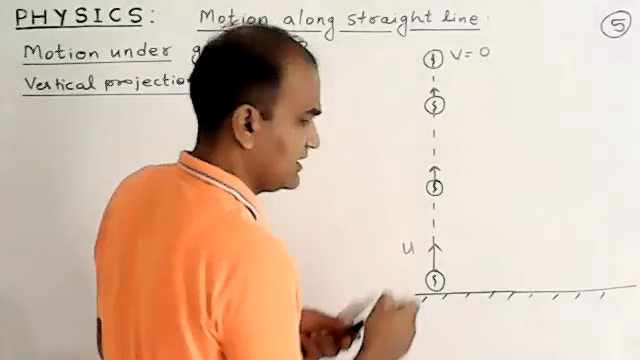 PHYSICS: Motion along straight line:
5
Motion under
Vertical projectio
V=0
u